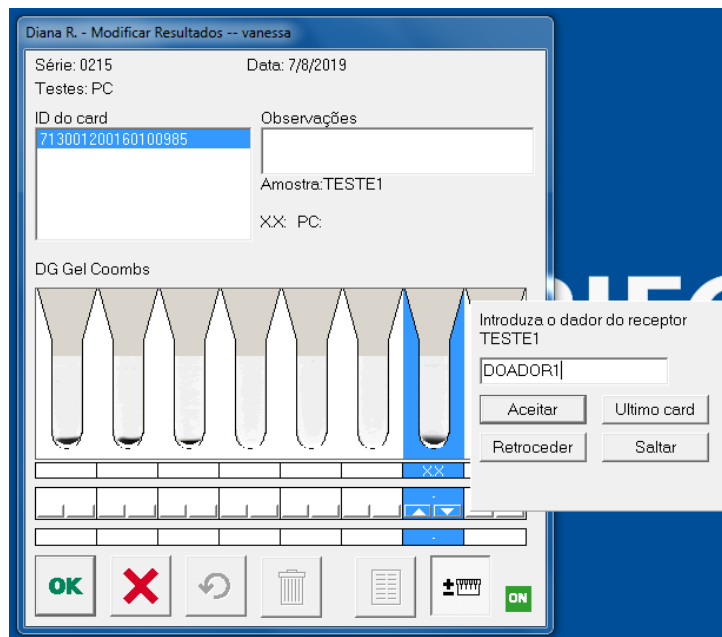 Diana R. - Modificar Resultados -- vanessa
Série: 0215 Data: 7/8/2019
Testes: PC
ID do card Observações
713001200160100985
Amostra:TESTE1
XX: PC:
DG Gel Coombs
Introduza o dador do receptor
TESTE1
DOADOR1
Aceitar Ultimo card
Retroceder Saltar
XX
OK
ON